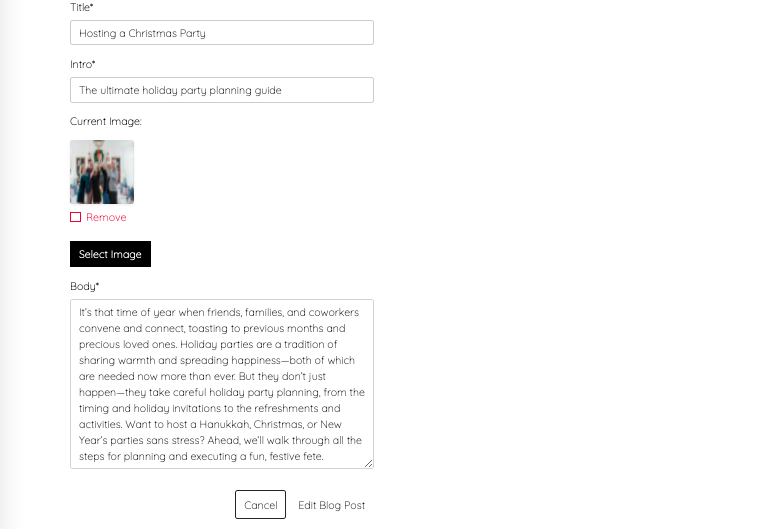 Title*
Hosting a Christmas Party
Intro*
The ultimate holiday party planning guide
Current Image:
Remove
Select Image
Body*
It's that time of year when friends, families, and coworkers
convene and connect, toasting to previous months and
precious loved ones. Holiday parties are a tradition of
sharing warmth and spreading happiness—both of which
are needed now more than ever. But they don't just
happen—they take careful holiday party planning, from the
timing and holiday invitations to the refreshments and
activities. Want to host a Hanukkah, Christmas, or New
Year's parties sans stress? Ahead, we'll walk through all the
steps for planning and executing a fun, festive fete.
Cancel
Edit Blog Post